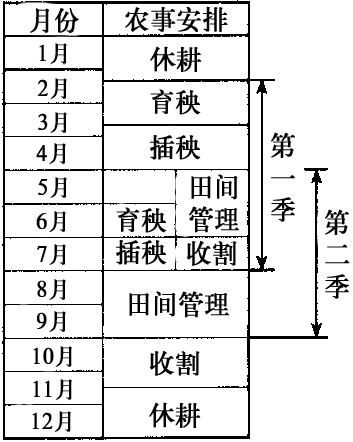 月份 农事安排
1月 休耕
2月 育秧
3月
4月 插秧
5月 田间
6月 育秧 管理
7月 插秧 收割
8月 田间管理
9月
10月 收割
11月
12月 休耕
第一季
第二季